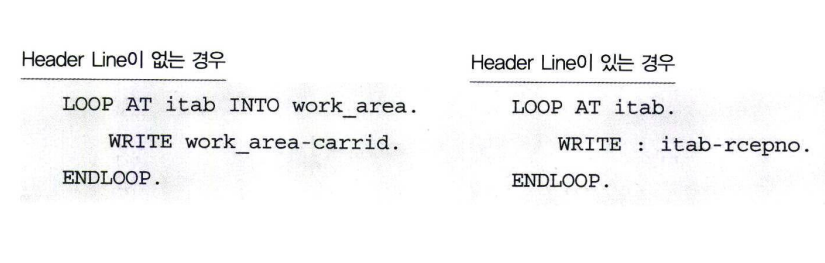 Header Line이 없는 경우
LOOP AT itab INTO work_area.
WRITE work_area-carrid.
ENDLOOP.
Header Line이 있는 경우
LOOP AT itab.
WRITE : itab-rcepno.
ENDLOOP.